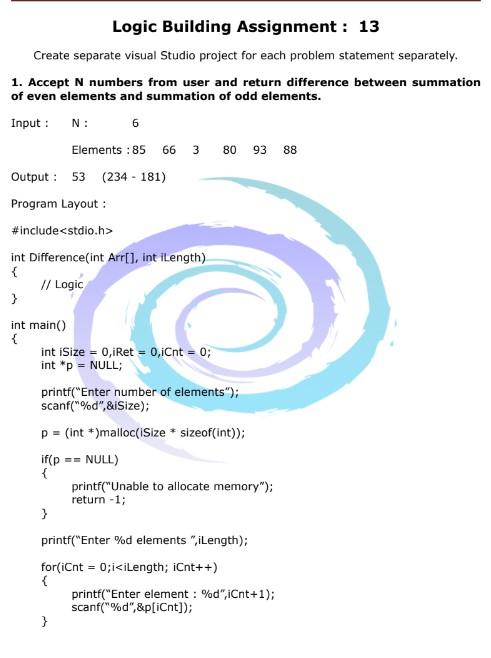 Logic Building Assignment : 13
Create separate visual Studio project for each problem statement separately.
1. Accept N numbers from user and return difference between summation
of even elements and summation of odd elements.
Input : N : 6
Elements : 85 66 3 80 93 88
Output : 53 (234 - 181)
Program Layout :
#include<stdio.h>
int Difference(int Arr[], int iLength)
{
// Logic
}
int main()
{
int iSize = 0,iRet = 0,iCnt = 0;
int *p = NULL;
printf(“Enter number of elements”);
scanf(“%d”,&iSize);
p = (int *)malloc(iSize * sizeof(int));
if(p == NULL)
{
printf(“Unable to allocate memory”);
return -1;
}
printf(“Enter %d elements ”,iLength);
for(iCnt = 0;i<iLength; iCnt++)
{
printf(“Enter element : %d”,iCnt+1);
scanf(“%d”,&p[iCnt]);
}